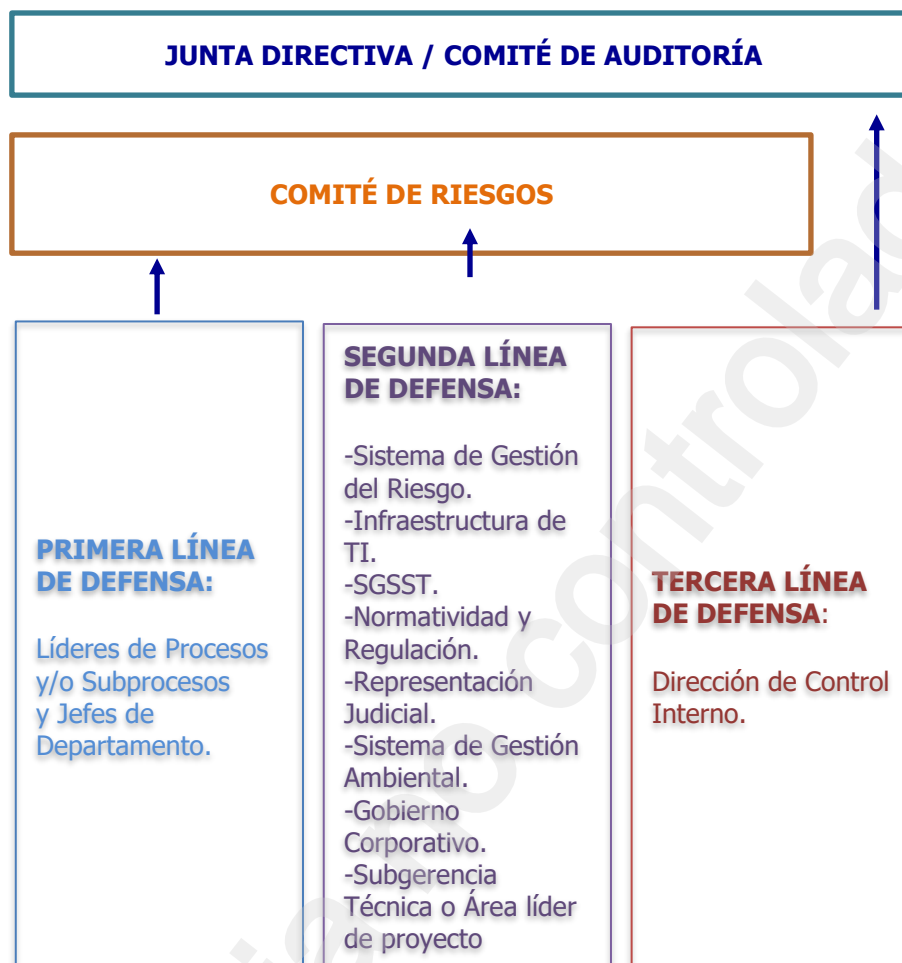 JUNTA DIRECTIVA / COMITÉ DE AUDITORÍA
COMITÉ DE RIESGOS
PRIMERA LÍNEA
DE DEFENSA:
Líderes de Procesos
y/o Subprocesos
y Jefes de
Departamento.
SEGUNDA LÍNEA
DE DEFENSA:
-Sistema de Gestión
del Riesgo.
-Infraestructura de
TI.
-SGSST.
-Normatividad y
Regulación.
-Representación
Judicial.
-Sistema de Gestión
Ambiental.
-Gobierno
Corporativo.
-Subgerencia
Técnica o Área líder
de proyecto
TERCERA LÍNEA
DE DEFENSA:
Dirección de Control
Interno.